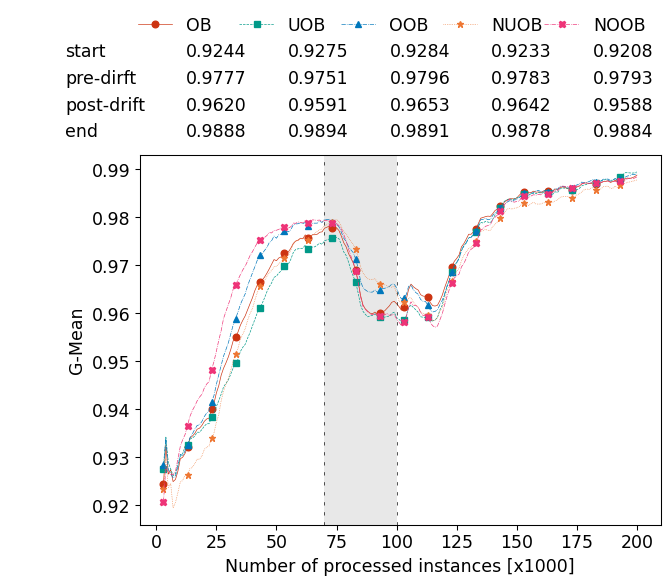 OB UOB OOB NUOB NOOB
start 0.9244 0.9275 0.9284 0.9233 0.9208
pre-dirft 0.9777 0.9751 0.9796 0.9783 0.9793
post-drift 0.9620 0.9591 0.9653 0.9642 0.9588
end 0.9888 0.9894 0.9891 0.9878 0.9884
0.99
0.98
0.97
0.96
0.95
0.94
0.93
0.92
G-Mean
0 25 50 75 100 125 150 175 200
Number of processed instances [x1000]